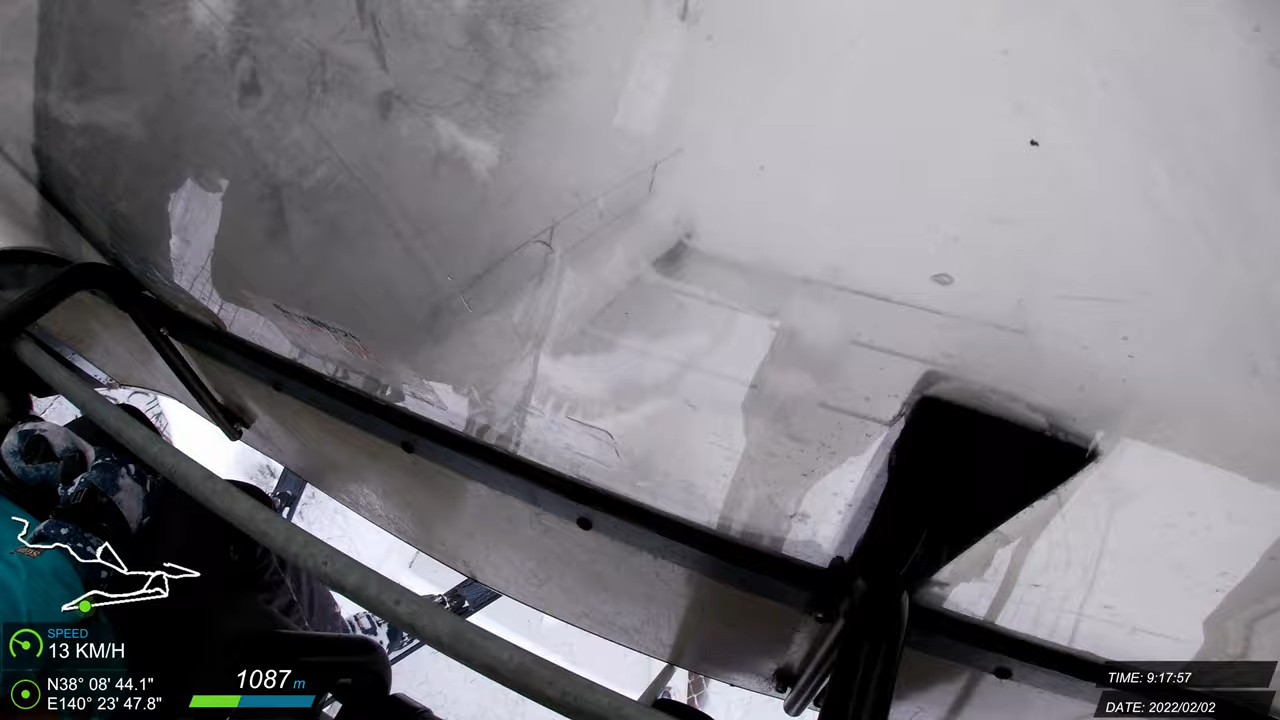 SPEED
13 KM/H
N38° 08' 44.1"
E140° 23' 47.8"
1087 m
TIME: 9:17:57
DATE: 2022/02/02